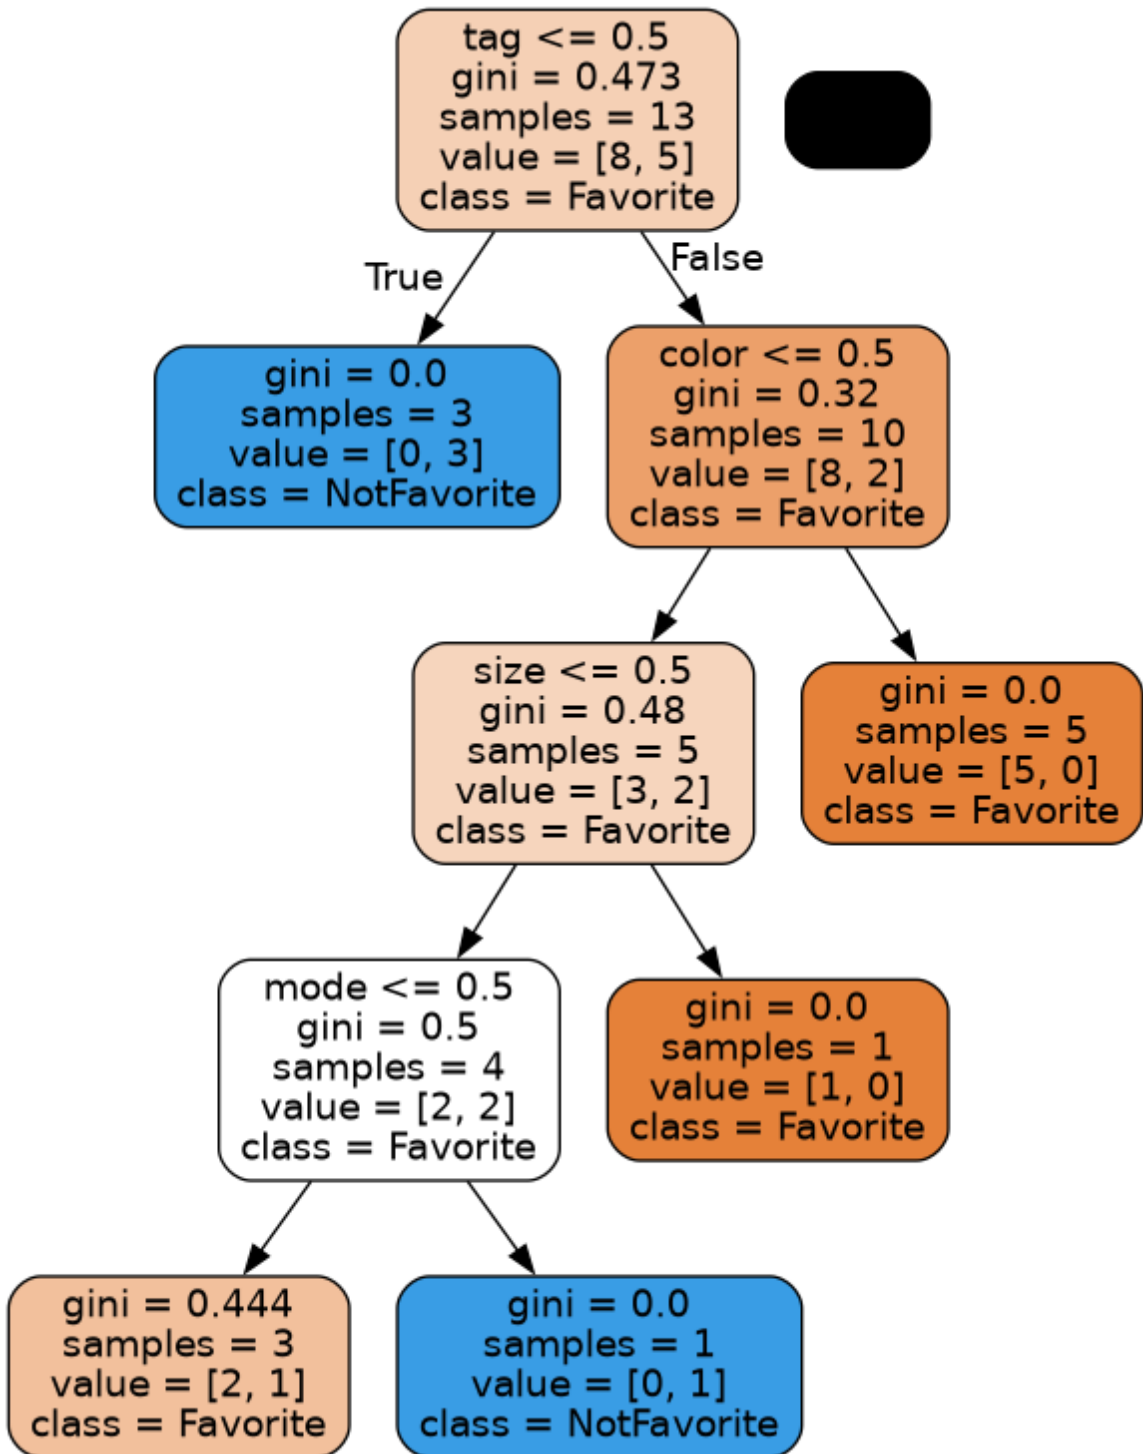 tag <= 0.5
gini = 0.473
samples = 13
value = [8, 5]
class = Favorite
True
False
gini = 0.0
samples = 3
value = [0, 3]
class = NotFavorite
color <= 0.5
gini = 0.32
samples = 10
value = [8, 2]
class = Favorite
size <= 0.5
gini = 0.48
samples = 5
value = [3, 2]
class = Favorite
gini = 0.0
samples = 5
value = [5, 0]
class = Favorite
mode <= 0.5
gini = 0.5
samples = 4
value = [2, 2]
class = Favorite
gini = 0.0
samples = 1
value = [1, 0]
class = Favorite
gini = 0.444
samples = 3
value = [2, 1]
class = Favorite
gini = 0.0
samples = 1
value = [0, 1]
class = NotFavorite